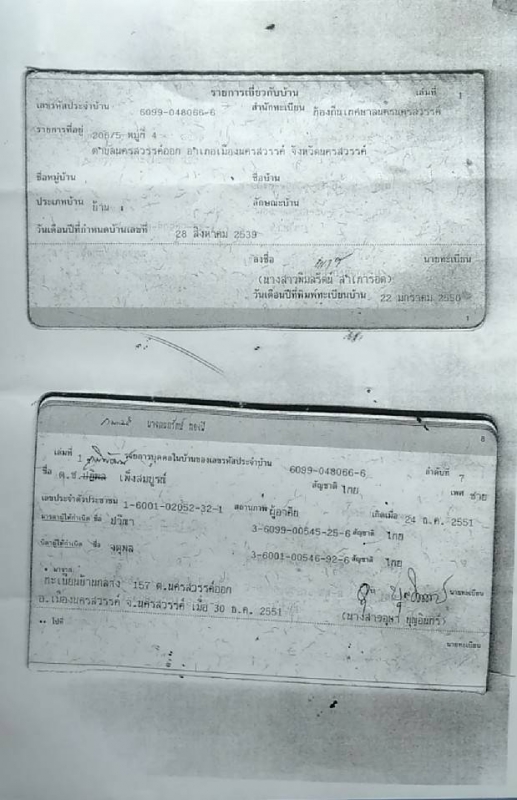 รายการเกี่ยวกับบ้าน เล่มที่ 1
เลขรหัสประจำบ้าน 6099-048066-6 สำนักทะเบียน ท้องถิ่นเทศบาลนครนครสวรรค์
รายการที่อยู่ 208/5 หมู่ที่ 4
ตำบลนครสวรรค์ออก อำเภอเมืองนครสวรรค์ จังหวัดนครสวรรค์
ชื่อหมู่บ้าน ชื่อบ้าน
ประเภทบ้าน บ้าน ลักษณะบ้าน
วันเดือนปีที่กำหนดบ้านเลขที่ 28 สิงหาคม 2539
ลงชื่อ นายทะเบียน
(นางสาวพิมลรัตน์ สำเภารอด)
วันเดือนปีที่พิมพ์ทะเบียนบ้าน 22 มกราคม 2550
1
8
เล่มที่ 1 รายการบุคคลในบ้านของเลขรหัสประจำบ้าน 6099-048066-6 ลำดับที่ 7
ชื่อ ด.ช. เพ็งสมบูรณ์ สัญชาติ ไทย เพศ ชาย
เลขประจำตัวประชาชน 1-6001-02052-32-1 สถานภาพ ผู้อาศัย เกิดเมื่อ 24 ธ.ค. 2551
มารดาผู้ให้กำเนิด ชื่อ ปวีณา 3-6099-00545-25-6 สัญชาติ ไทย
บิดาผู้ให้กำเนิด ชื่อ จตุพล 3-6001-00546-92-6 สัญชาติ ไทย
* มาจาก
ทะเบียนบ้านกลาง 157 ต.นครสวรรค์ออก
อ.เมืองนครสวรรค์ จ.นครสวรรค์ เมื่อ 30 ธ.ค. 2551 นายทะเบียน
(นางสาวอุษา บุญอินทร์)
** ไปที่
นายทะเบียน